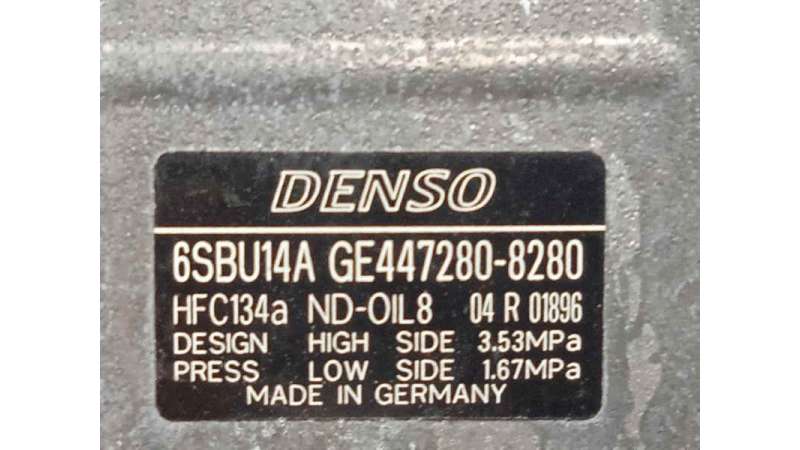 DENSO
6SBU14A GE447280-8280
HFC134a ND-OIL8 04 R 01896
DESIGN HIGH SIDE 3.53MPa
PRESS LOW SIDE 1.67MPa
MADE IN GERMANY